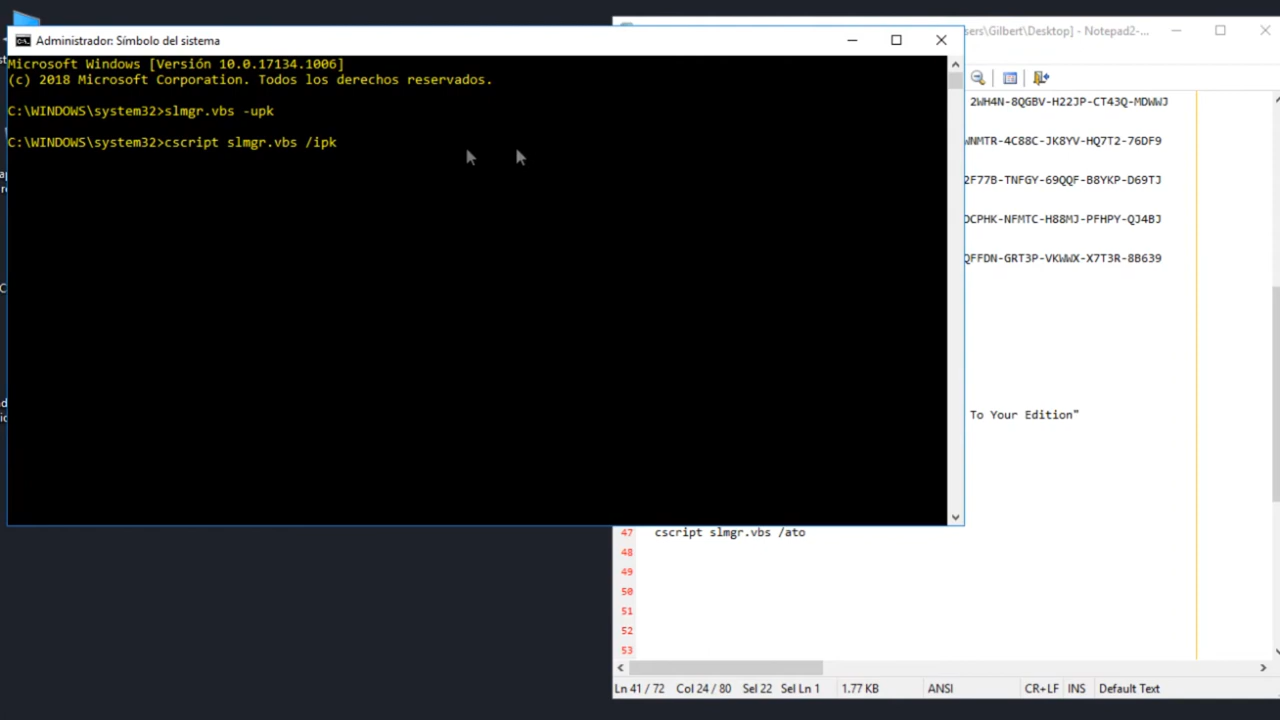 Administrador: Símbolo del sistema
sers\Gilbert\Desktop] - Notepad2-...
Microsoft Windows [Versión 10.0.17134.1006]
(c) 2018 Microsoft Corporation. Todos los derechos reservados.
C:\WINDOWS\system32>slmgr.vbs -upk
C:\WINDOWS\system32>cscript slmgr.vbs /ipk
2WH4N-8QGBV-H22JP-CT43Q-MDWWJ
WNMTR-4C88C-JK8YV-HQ7T2-76DF9
2F77B-TNFGY-69QQF-B8YKP-D69TJ
DCPHK-NFMTC-H88MJ-PFHPY-QJ4BJ
QFFDN-GRT3P-VKWWX-X7T3R-8B639
To Your Edition"
47 cscript slmgr.vbs /ato
48
49
50
51
52
53
Ln 41 / 72 Col 24 / 80 Sel 22 Sel Ln 1 1.77 KB ANSI CR+LF INS Default Text